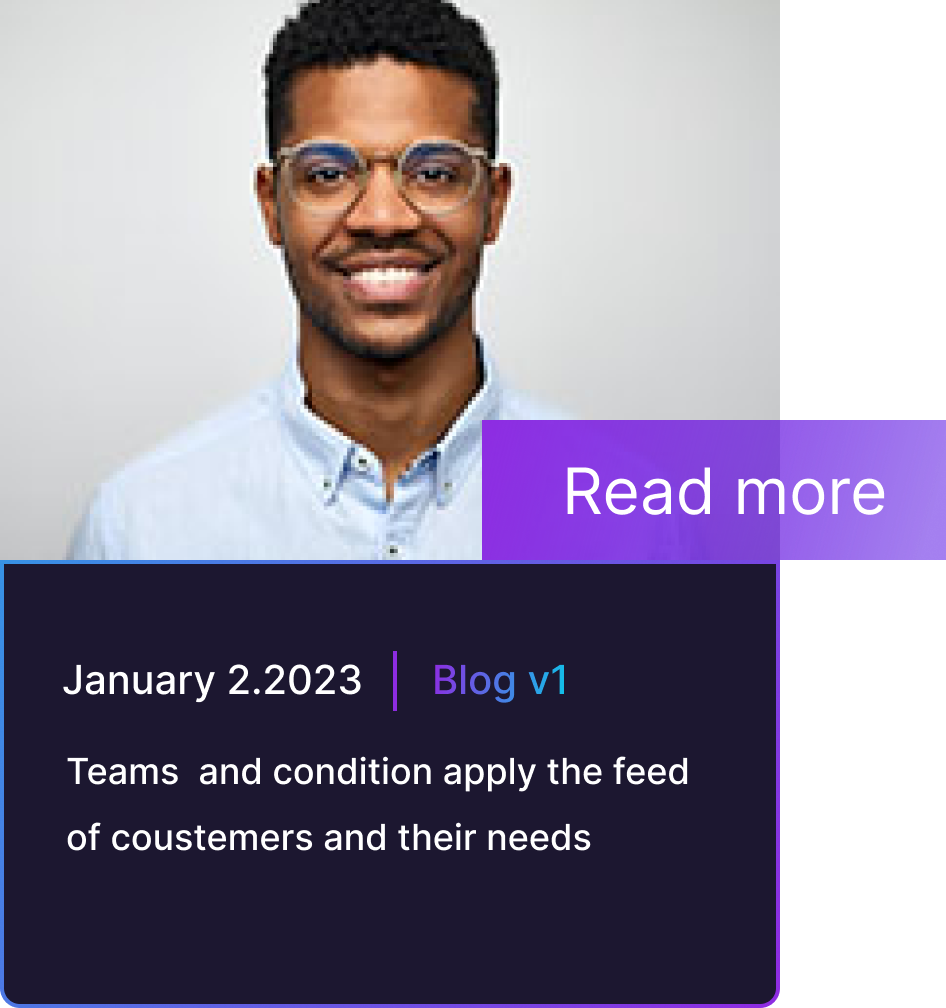 Read more
January 2.2023 | Blog v1
Teams  and condition apply the feed
of coustemers and their needs